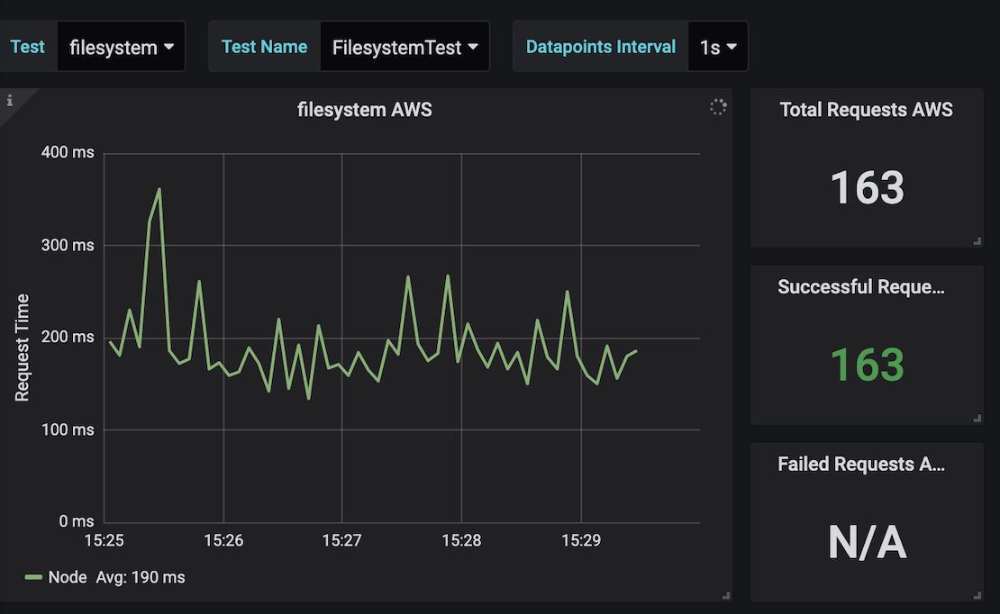 Test filesystem Test Name FilesystemTest Datapoints Interval 1s
i
filesystem AWS
400 ms
300 ms
200 ms
100 ms
0 ms
Request Time
15:25 15:26 15:27 15:28 15:29
Node Avg: 190 ms
Total Requests AWS
163
Successful Reque...
163
Failed Requests A...
N/A